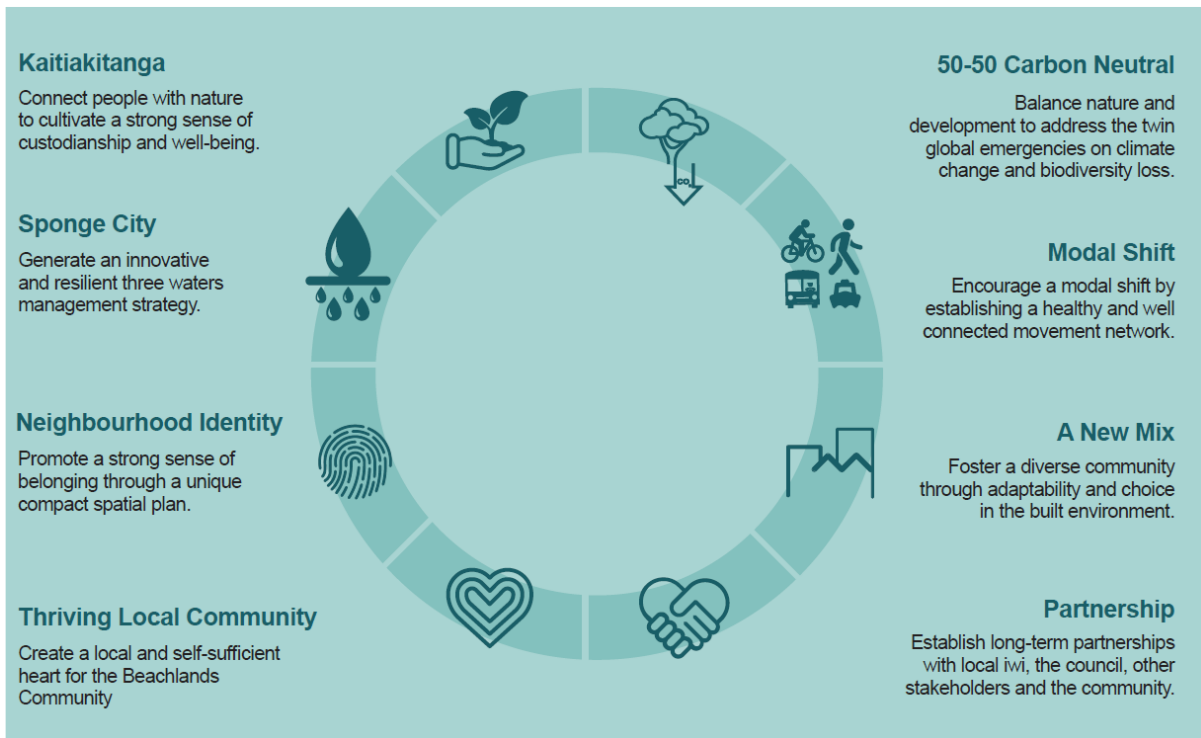 Kaitiakitanga
Connect people with nature
to cultivate a strong sense of
custodianship and well-being.
Sponge City
Generate an innovative
and resilient three waters
management strategy.
Neighbourhood Identity
Promote a strong sense of
belonging through a unique
compact spatial plan.
Thriving Local Community
Create a local and self-sufficient
heart for the Beachlands
Community
CO₂
50-50 Carbon Neutral
Balance nature and
development to address the twin
global emergencies on climate
change and biodiversity loss.
Modal Shift
Encourage a modal shift by
establishing a healthy and well
connected movement network.
A New Mix
Foster a diverse community
through adaptability and choice
in the built environment.
Partnership
Establish long-term partnerships
with local iwi, the council, other
stakeholders and the community.